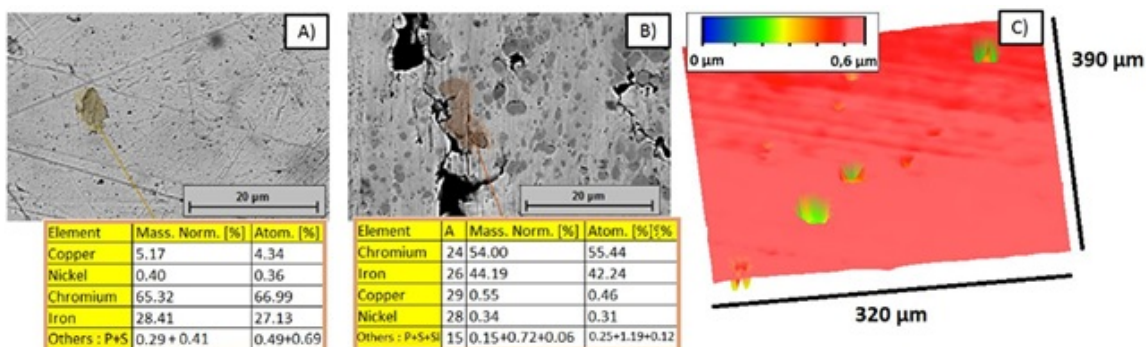 A)
20 µm
Element Mass. Norm. [%] Atom. [%]
Copper 5.17 4.34
Nickel 0.40 0.36
Chromium 65.32 66.99
Iron 28.41 27.13
Others : P+S 0.29 + 0.41 0.49+0.69
B)
20 µm
Element A Mass. Norm. [%] Atom. [%]
Chromium 24 54.00 55.44
Iron 26 44.19 42.24
Copper 29 0.55 0.46
Nickel 28 0.34 0.31
Others : P+S+Si 15 0.15+0.72+0.06 0.25+1.19+0.12
C)
0 µm 0,6 µm
390 µm
320 µm